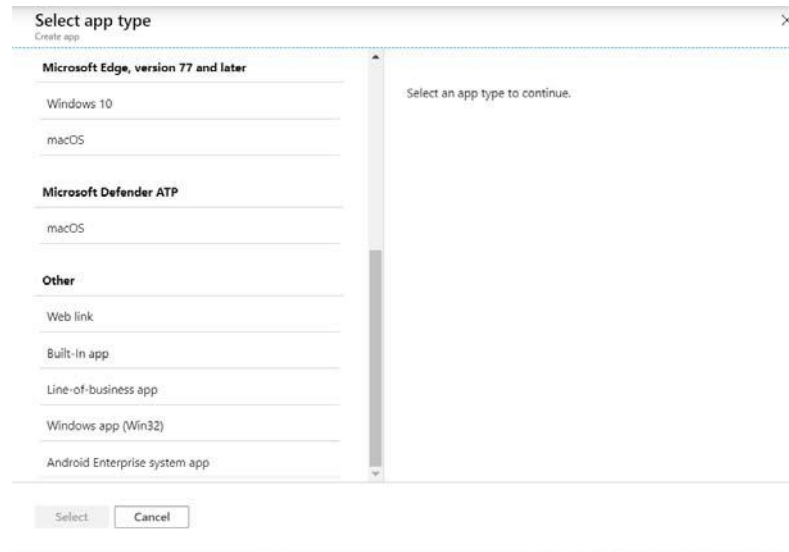 Select app type
Create app
Microsoft Edge, version 77 and later
Select an app type to continue.
Windows 10
macOS
Microsoft Defender ATP
macOS
Other
Web link
Built-In app
Line-of-business app
Windows app (Win32)
Android Enterprise system app
Select
Cancel